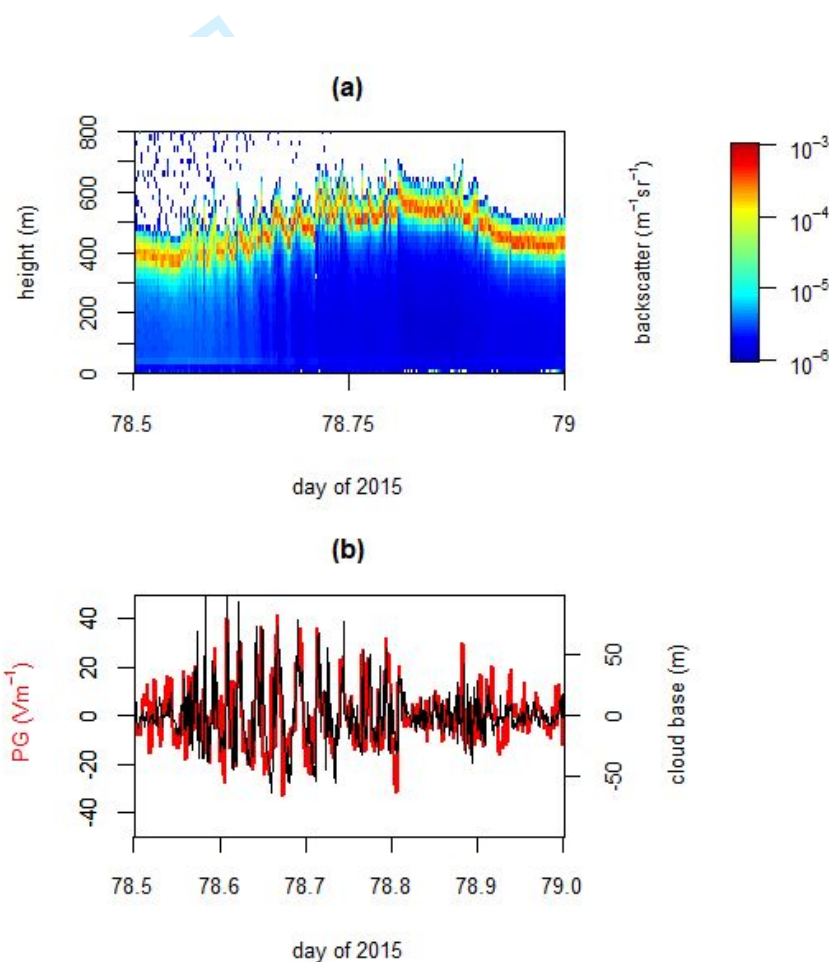 (a)
800
600
400
200
0
height (m)
78.5 78.75 79
day of 2015
backscatter (m⁻¹sr⁻¹)
10⁻³
10⁻⁴
10⁻⁵
10⁻⁶
(b)
40
20
0
-20
-40
PG (Vm⁻¹)
50
0
-50
cloud base (m)
78.5 78.6 78.7 78.8 78.9 79.0
day of 2015